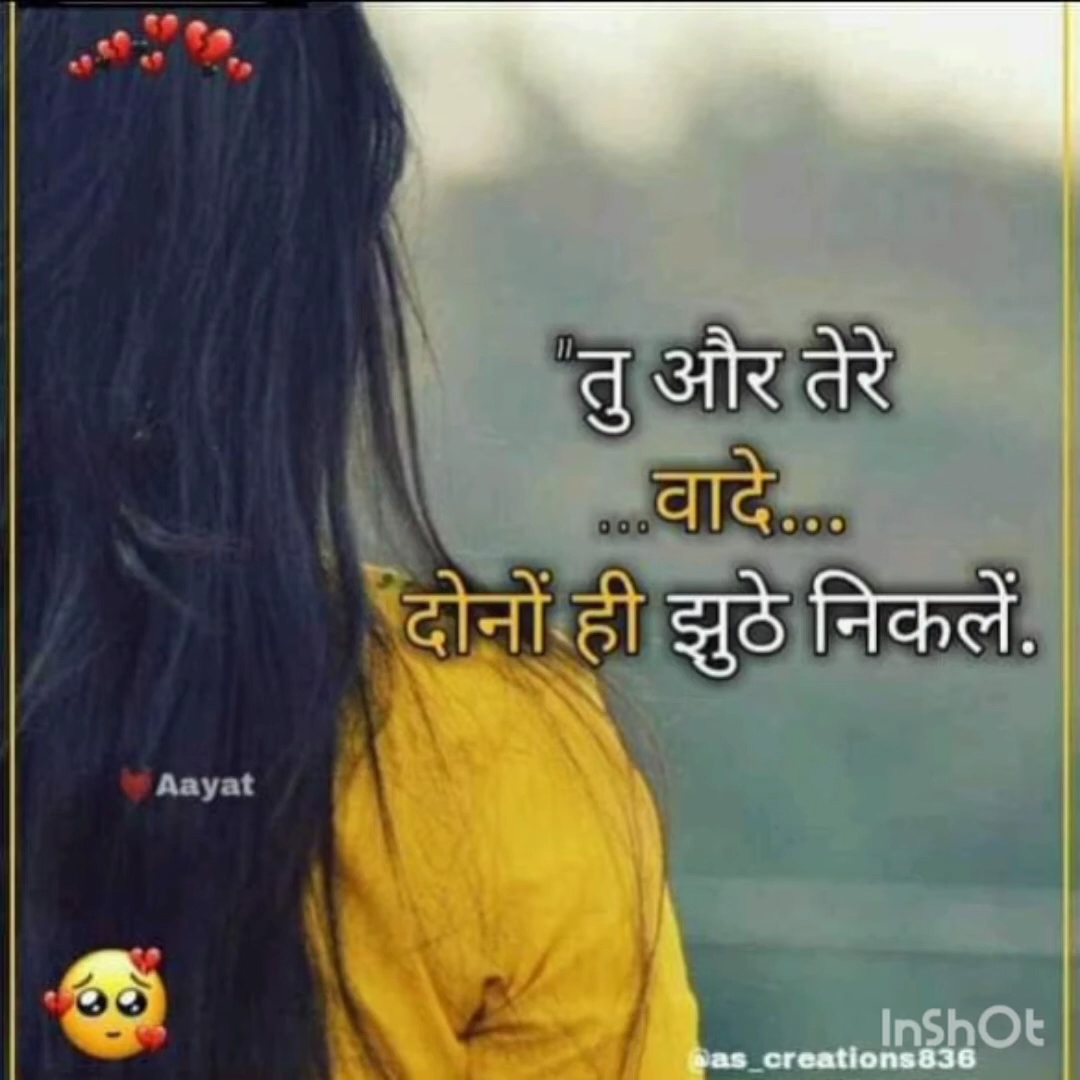 "तु और तेरे
...वादे...
दोनों ही झुठे निकलें.
Aayat
InShOt
@as_creations836